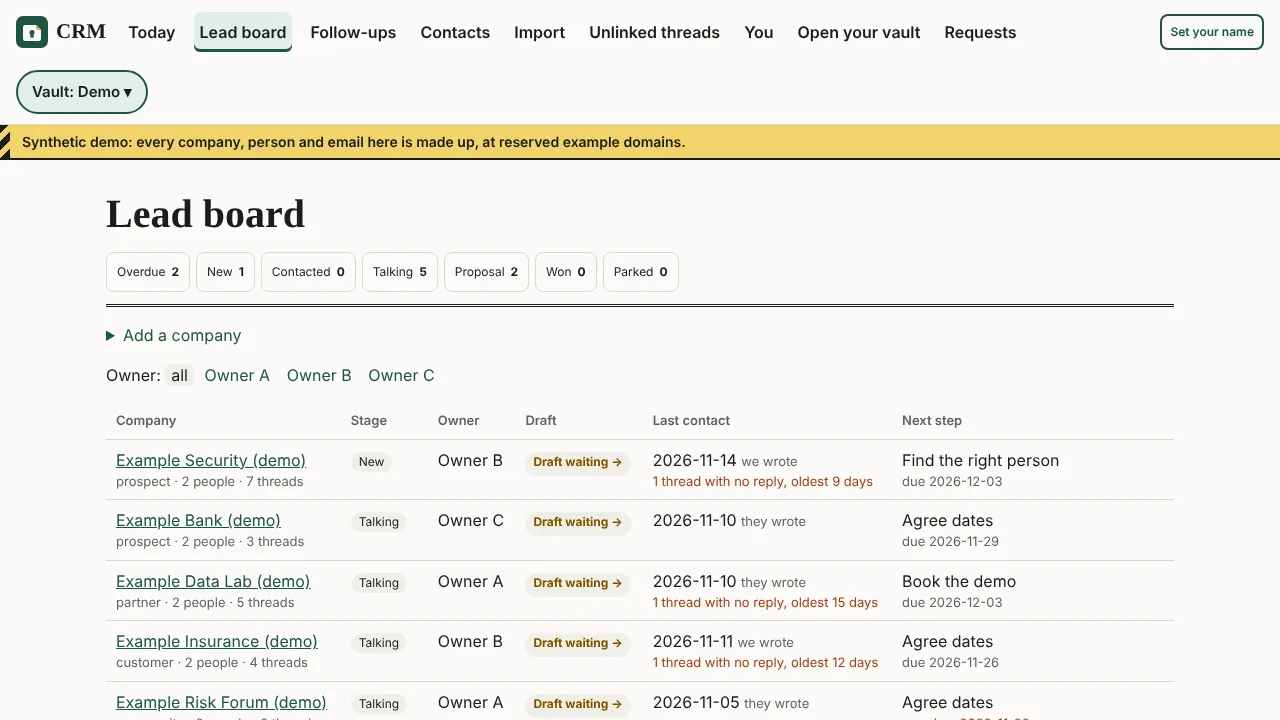 CRM Today Lead board Follow-ups Contacts Import Unlinked threads You Open your vault Requests Set your name
Vault: Demo ▾
Synthetic demo: every company, person and email here is made up, at reserved example domains.
Lead board
Overdue 2 New 1 Contacted 0 Talking 5 Proposal 2 Won 0 Parked 0
▶ Add a company
Owner: all Owner A Owner B Owner C
Company Stage Owner Draft Last contact Next step
Example Security (demo) New Owner B Draft waiting → 2026-11-14 we wrote Find the right person
prospect · 2 people · 7 threads 1 thread with no reply, oldest 9 days due 2026-12-03
Example Bank (demo) Talking Owner C Draft waiting → 2026-11-10 they wrote Agree dates
prospect · 2 people · 3 threads due 2026-11-29
Example Data Lab (demo) Talking Owner A Draft waiting → 2026-11-10 they wrote Book the demo
partner · 2 people · 5 threads 1 thread with no reply, oldest 15 days due 2026-12-03
Example Insurance (demo) Talking Owner B Draft waiting → 2026-11-11 we wrote Agree dates
customer · 2 people · 4 threads 1 thread with no reply, oldest 12 days due 2026-11-26
Example Risk Forum (demo) Talking Owner A Draft waiting → 2026-11-05 they wrote Agree dates